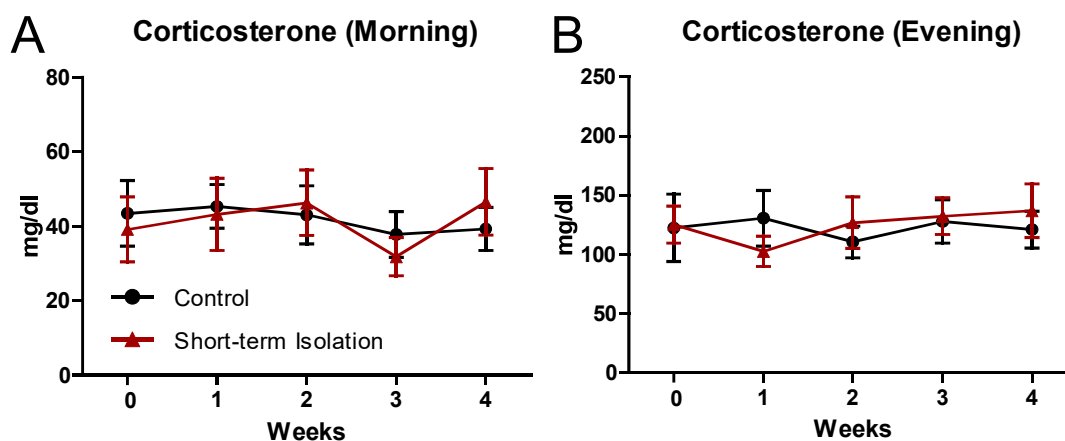 A
Corticosterone (Morning)
mg/dl
80
60
40
20
0
Control
Short-term Isolation
0 1 2 3 4
Weeks
B
Corticosterone (Evening)
mg/dl
250
200
150
100
50
0
0 1 2 3 4
Weeks